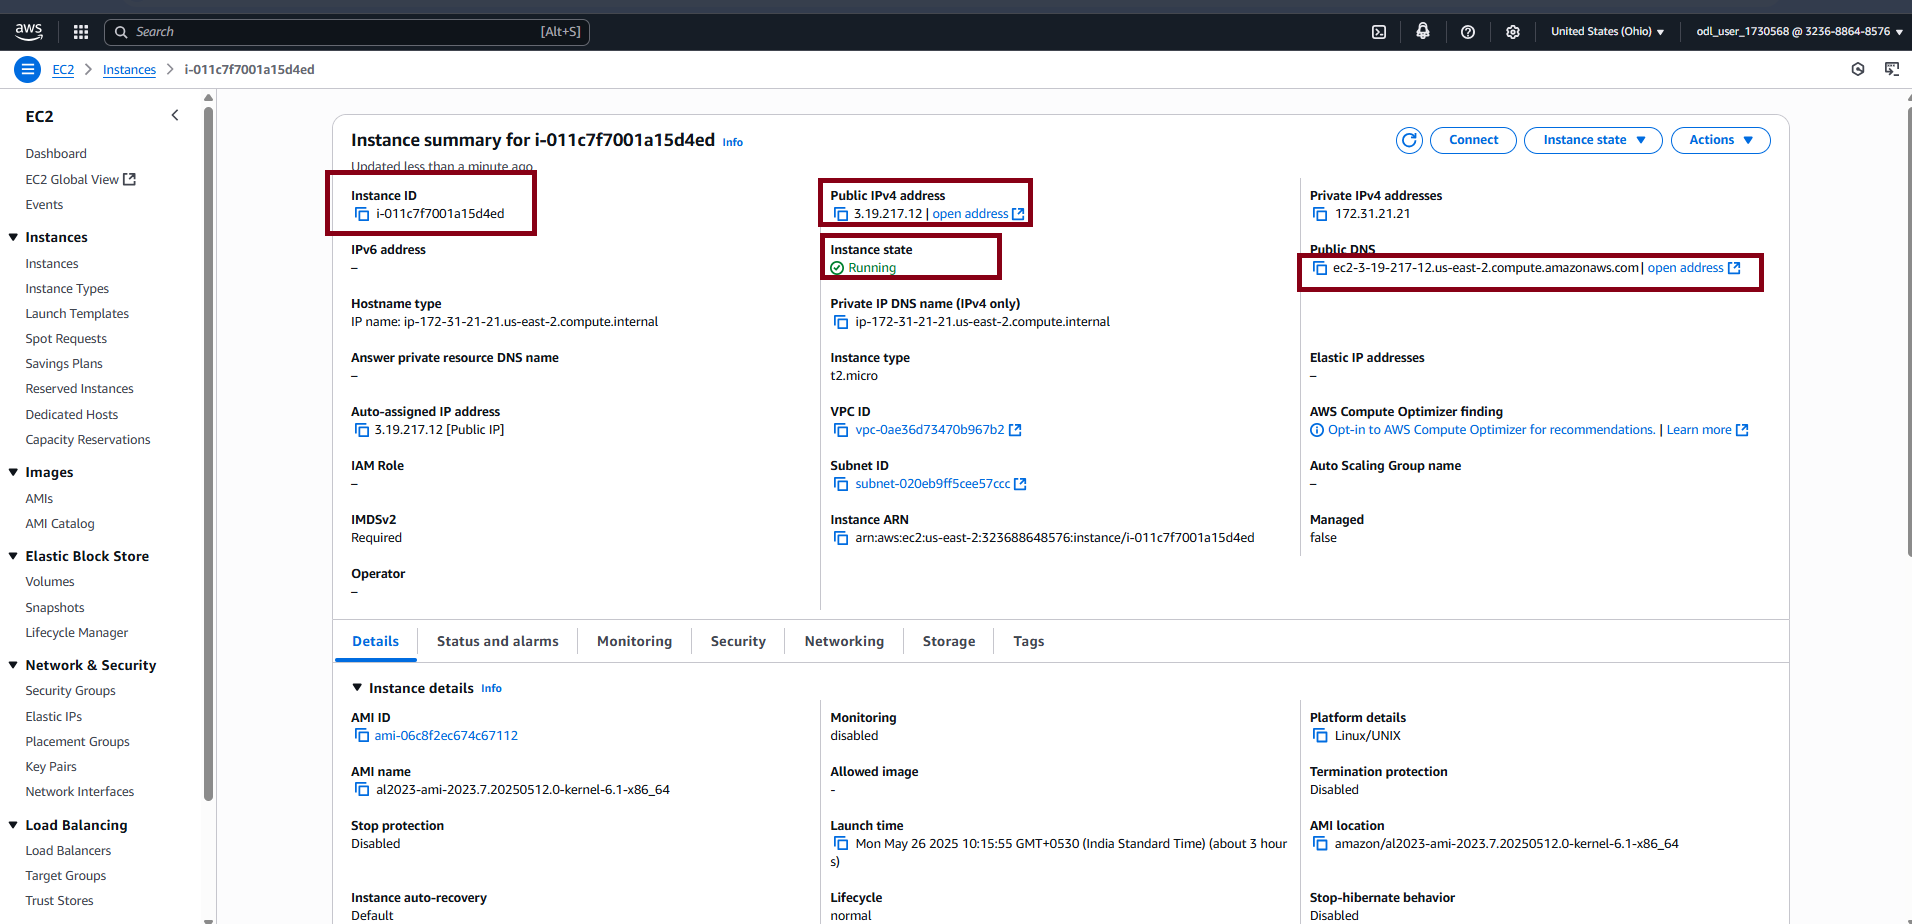 aws
Search [Alt+S]
United States (Ohio)
odl_user_1730568 @ 3236-8864-8576
EC2 > Instances > i-011c7f7001a15d4ed
EC2
Dashboard
EC2 Global View
Events
Instances
Instances
Instance Types
Launch Templates
Spot Requests
Savings Plans
Reserved Instances
Dedicated Hosts
Capacity Reservations
Images
AMIs
AMI Catalog
Elastic Block Store
Volumes
Snapshots
Lifecycle Manager
Network & Security
Security Groups
Elastic IPs
Placement Groups
Key Pairs
Network Interfaces
Load Balancing
Load Balancers
Target Groups
Trust Stores
Instance summary for i-011c7f7001a15d4ed Info
Connect
Instance state
Actions
Updated less than a minute ago
Instance ID
i-011c7f7001a15d4ed
Public IPv4 address
3.19.217.12 | open address
Private IPv4 addresses
172.31.21.21
IPv6 address
–
Instance state
Running
Public DNS
ec2-3-19-217-12.us-east-2.compute.amazonaws.com | open address
Hostname type
IP name: ip-172-31-21-21.us-east-2.compute.internal
Private IP DNS name (IPv4 only)
ip-172-31-21-21.us-east-2.compute.internal
Answer private resource DNS name
–
Instance type
t2.micro
Elastic IP addresses
–
Auto-assigned IP address
3.19.217.12 [Public IP]
VPC ID
vpc-0ae36d73470b967b2
AWS Compute Optimizer finding
Opt-in to AWS Compute Optimizer for recommendations. | Learn more
IAM Role
–
Subnet ID
subnet-020eb9ff5cee57ccc
Auto Scaling Group name
–
IMDSv2
Required
Instance ARN
arn:aws:ec2:us-east-2:323688648576:instance/i-011c7f7001a15d4ed
Managed
false
Operator
–
Details
Status and alarms
Monitoring
Security
Networking
Storage
Tags
Instance details Info
AMI ID
ami-06c8f2ec674c67112
Monitoring
disabled
Platform details
Linux/UNIX
AMI name
al2023-ami-2023.7.20250512.0-kernel-6.1-x86_64
Allowed image
-
Termination protection
Disabled
Stop protection
Disabled
Launch time
Mon May 26 2025 10:15:55 GMT+0530 (India Standard Time) (about 3 hour
s)
AMI location
amazon/al2023-ami-2023.7.20250512.0-kernel-6.1-x86_64
Instance auto-recovery
Default
Lifecycle
normal
Stop-hibernate behavior
Disabled